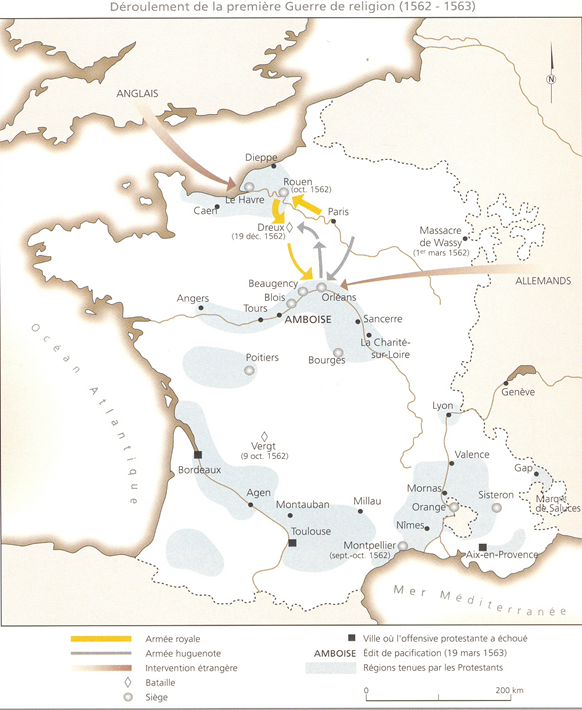 Déroulement de la première Guerre de religion (1562 - 1563)
N
ANGLAIS
Dieppe
Rouen
(oct. 1562)
Le Havre
Caen
Paris
Dreux
(19 déc. 1562)
Massacre
de Wassy
(1er mars 1562)
ALLEMANDS
Beaugency
Orléans
Blois
Angers
Tours
AMBOISE
Sancerre
La Charité-
sur-Loire
Océan Atlantique
Poitiers
Bourges
Genève
Lyon
Vergt
(9 oct. 1562)
Bordeaux
Valence
Gap
Agen
Mornas
Sisteron
Marqat
de Saluces
Montauban
Millau
Orange
Toulouse
Nîmes
Montpellier
(sept.-oct. 1562)
Aix-en-Provence
Mer Méditerranée
Armée royale
Armée huguenote
Intervention étrangère
Bataille
Siège
Ville où l'offensive protestante a échoué
AMBOISE Édit de pacification (19 mars 1563)
Régions tenues par les Protestants
0 200 km